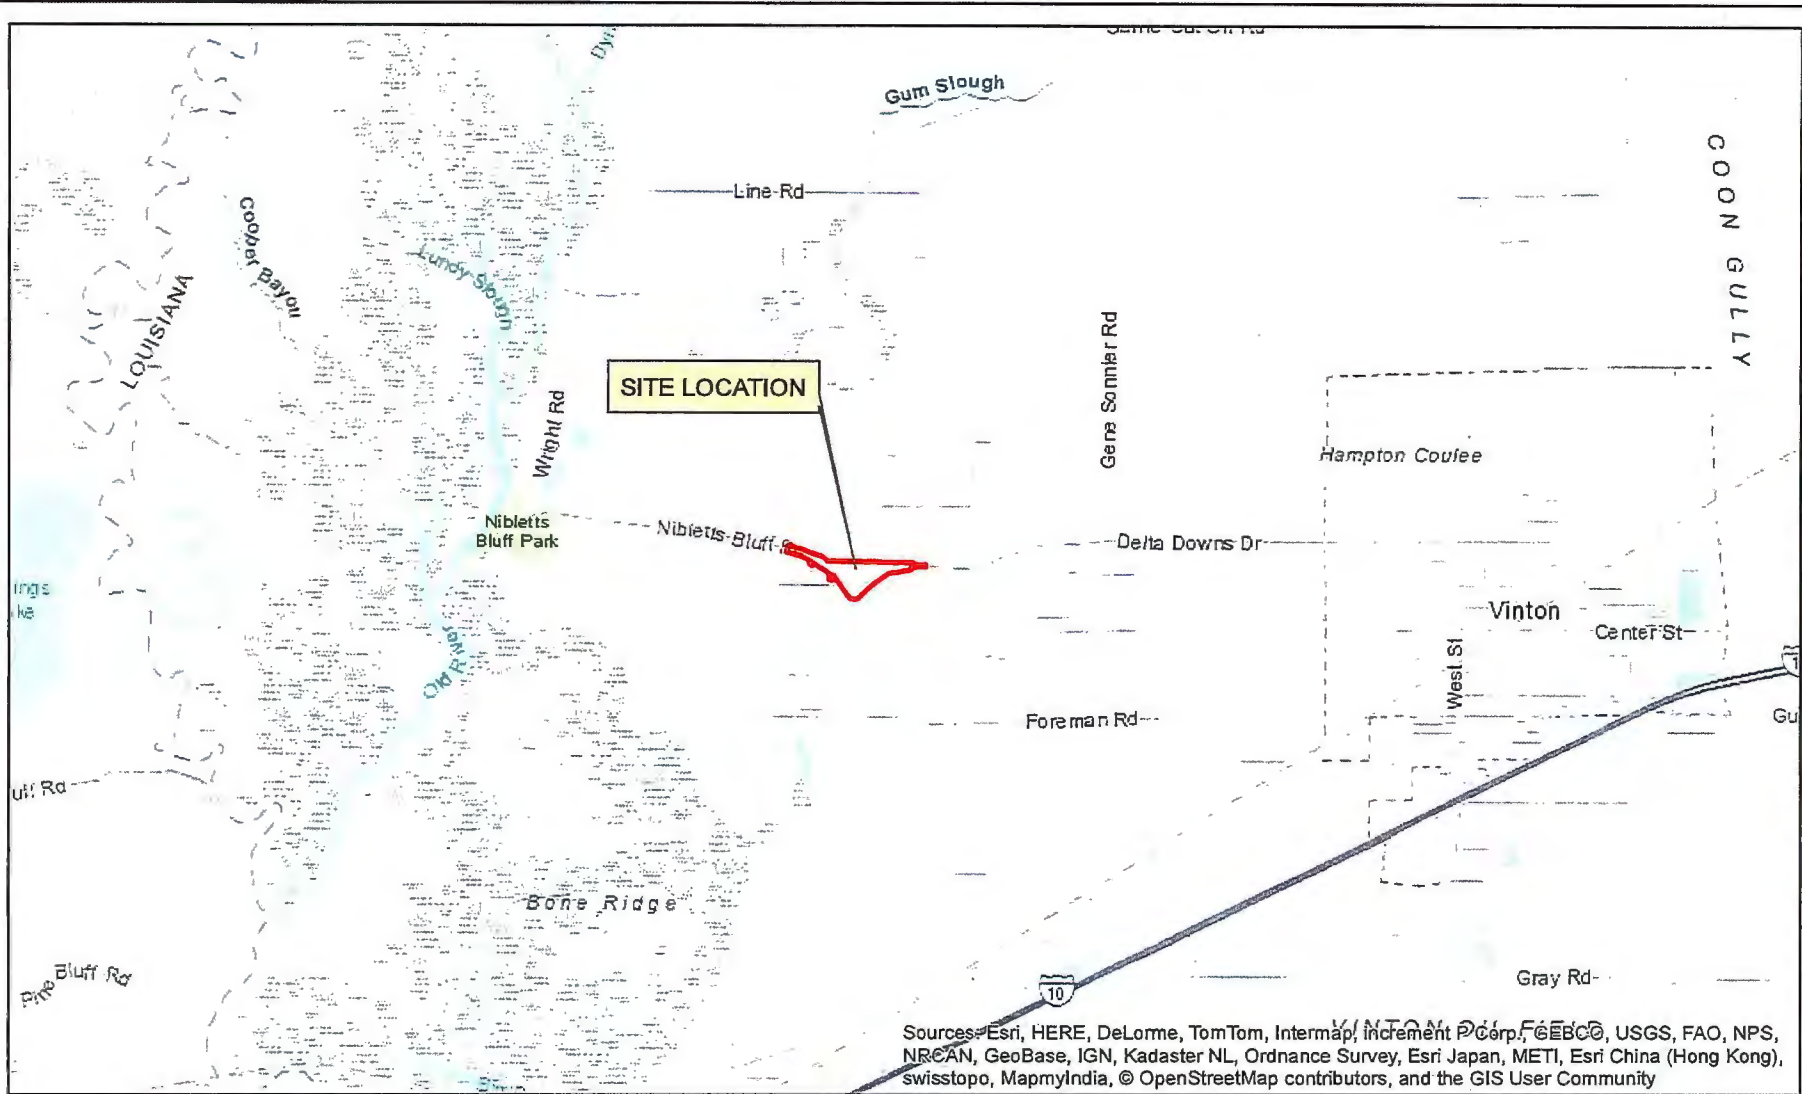 Gum Slough
Line Rd
COON GULLY
Cooper Bayou
LOUISIANA
Lundy Slough
Gene Sonnier Rd
SITE LOCATION
Wright Rd
Hampton Coulee
Nibletts
Bluff Park
Nibletts Bluff
Delta Downs Dr
Vinton
Center St
West St
Old River
Foreman Rd
Bone Ridge
Pine Bluff Rd
10
Gray Rd
Sources: Esri, HERE, DeLorme, TomTom, Intermap, increment P Corp., GEBCO, USGS, FAO, NPS,
NRCAN, GeoBase, IGN, Kadaster NL, Ordnance Survey, Esri Japan, METI, Esri China (Hong Kong),
swisstopo, MapmyIndia, © OpenStreetMap contributors, and the GIS User Community